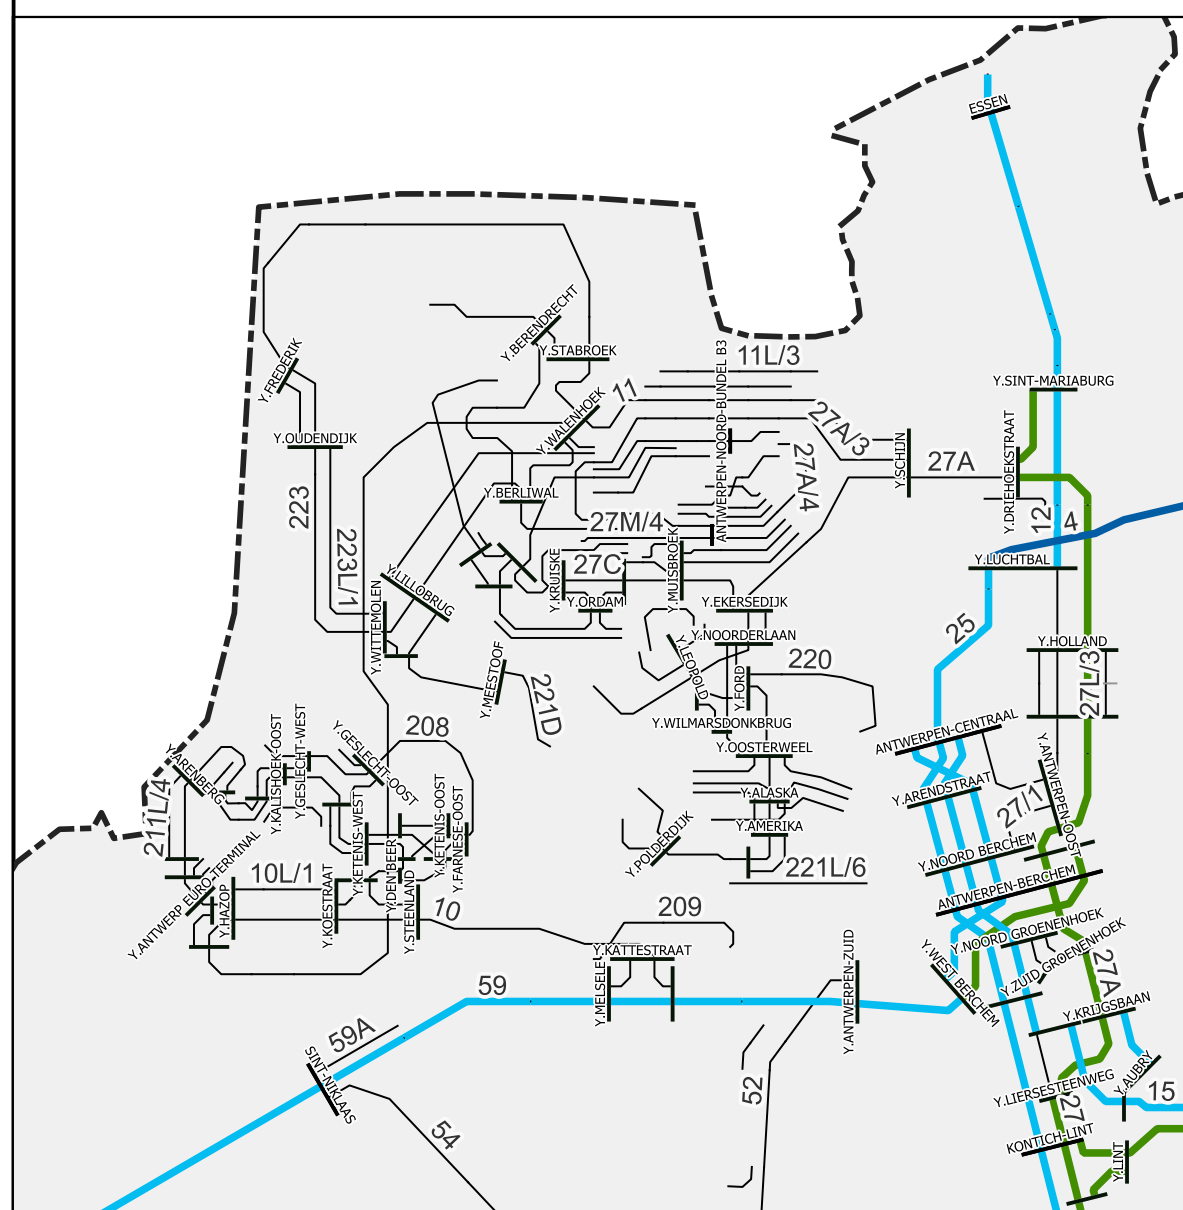 ESSEN
Y.BERENDRECHT
Y.FREDERIK
Y.STABROEK
11L/3
Y.SINT-MARIABURG
11
ANTWERPEN-NOORD-BUNDEL B3
Y.WALENHOEK
27A/3
Y.OUDENDIJK
Y.SCHIJN
27A
Y.DRIEHOEKSTRAAT
27A/4
Y.BERLIWAL
223
27M/4
12
4
223L/1
Y.LILLOBRUG
Y.KRUISKE
27C
Y.MUISBROEK
Y.LUCHTBAL
Y.ORDAM
Y.EKERSEDIJK
Y.WITTEMOLEN
Y.NOORDERLAAN
25
Y.HOLLAND
Y.MEESTOOF
Y.LEOPOLD
220
Y.FORD
27L/3
221D
Y.WILMARSDONKBRUG
208
Y.GESLECHT-OOST
Y.KALISHOEK-OOST
Y.GESLECHT-WEST
Y.OOSTERWEEL
ANTWERPEN-CENTRAAL
Y.ARENBERG
Y.ANTWERPEN-OOST
Y.ALASKA
Y.ARENDSTRAAT
27/1
211L/4
Y.KETENIS-WEST
Y.KETENIS-OOST
Y.FARNESE-OOST
Y.AMERIKA
Y.POLDERDIJK
Y.NOORD BERCHEM
Y.DEN BEER
221L/6
Y.ANTWERP EURO-TERMINAL
10L/1
Y.HAZOP
Y.KOESTRAAT
ANTWERPEN-BERCHEM
Y.STEENLAND
10
209
Y.NOORD GROENENHOEK
Y.KATTESTRAAT
Y.ANTWERPEN-ZUID
Y.WEST BERCHEM
Y.ZUID GROENENHOEK
27A
59
Y.MELSELE
Y.KRIJGSBAAN
59A
SINT-NIKLAAS
52
Y.AUBRY
Y.LIERSESTEENWEG
15
27
54
KONTICH-LINT
Y.LINT